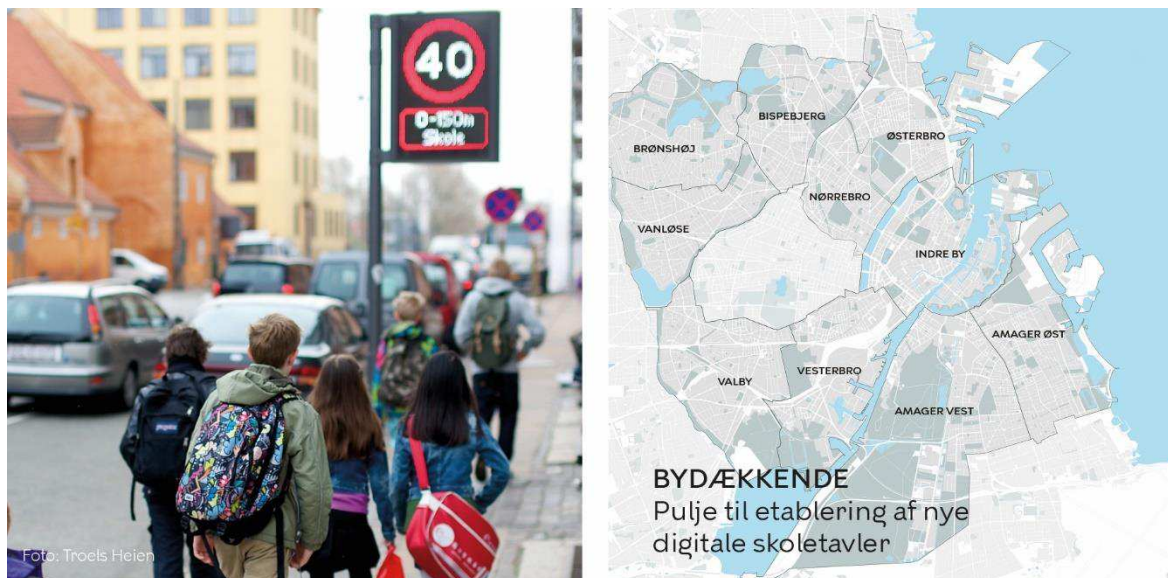 40
0-150m
Skole
Foto: Troels Heien
BISPEBJERG
ØSTERBRO
BRØNSHØJ
NØRREBRO
VANLØSE
INDRE BY
AMAGER ØST
VESTERBRO
VALBY
AMAGER VEST
BYDÆKKENDE
Pulje til etablering af nye
digitale skoletavler